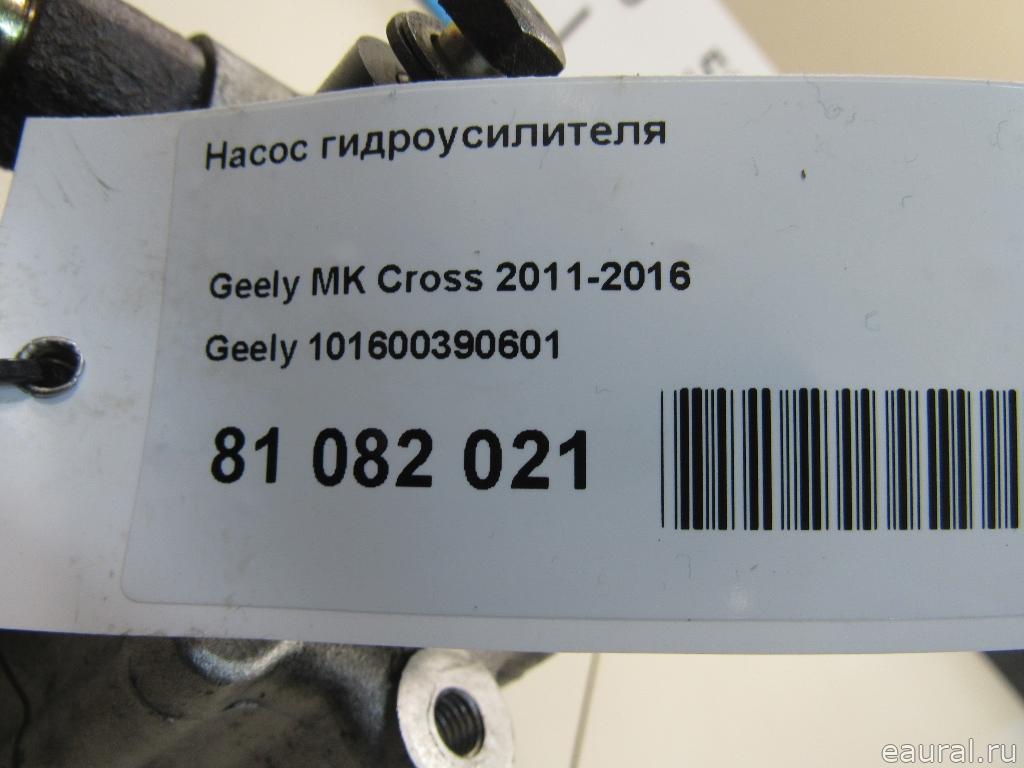 Насос гидроусилителя
Geely MK Cross 2011-2016
Geely 101600390601
81 082 021
eaural.ru